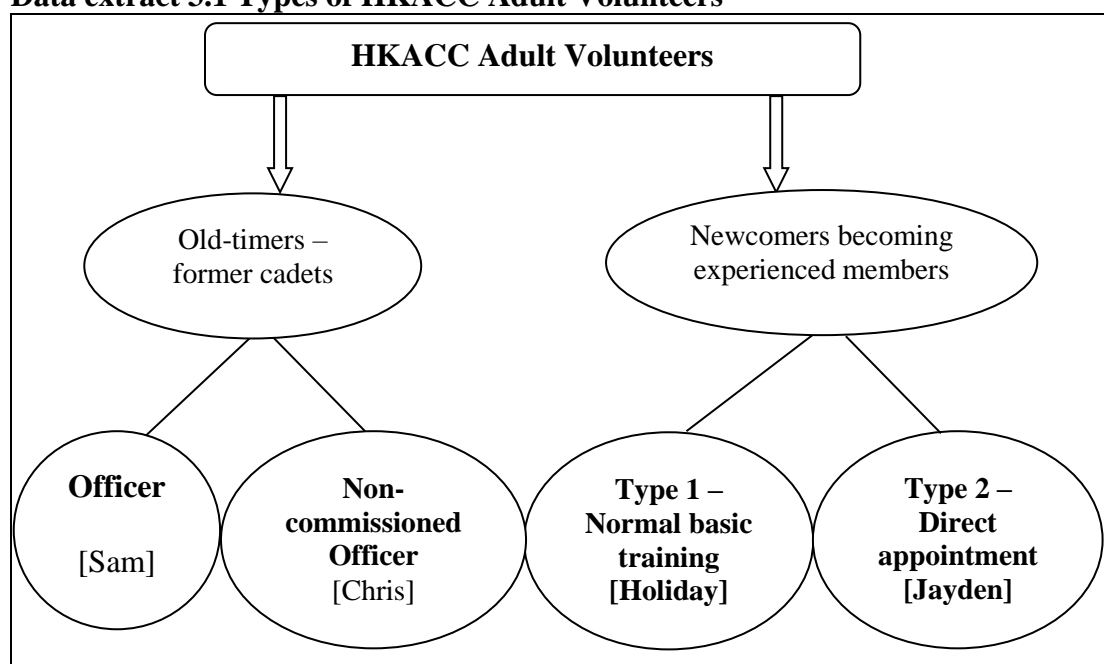 Data extract 3.1 Types of HKACC Adult Volunteers
HKACC Adult Volunteers
Old-timers –
former cadets
Newcomers becoming
experienced members
Officer
[Sam]
Non-
commissioned
Officer
[Chris]
Type 1 –
Normal basic
training
[Holiday]
Type 2 –
Direct
appointment
[Jayden]